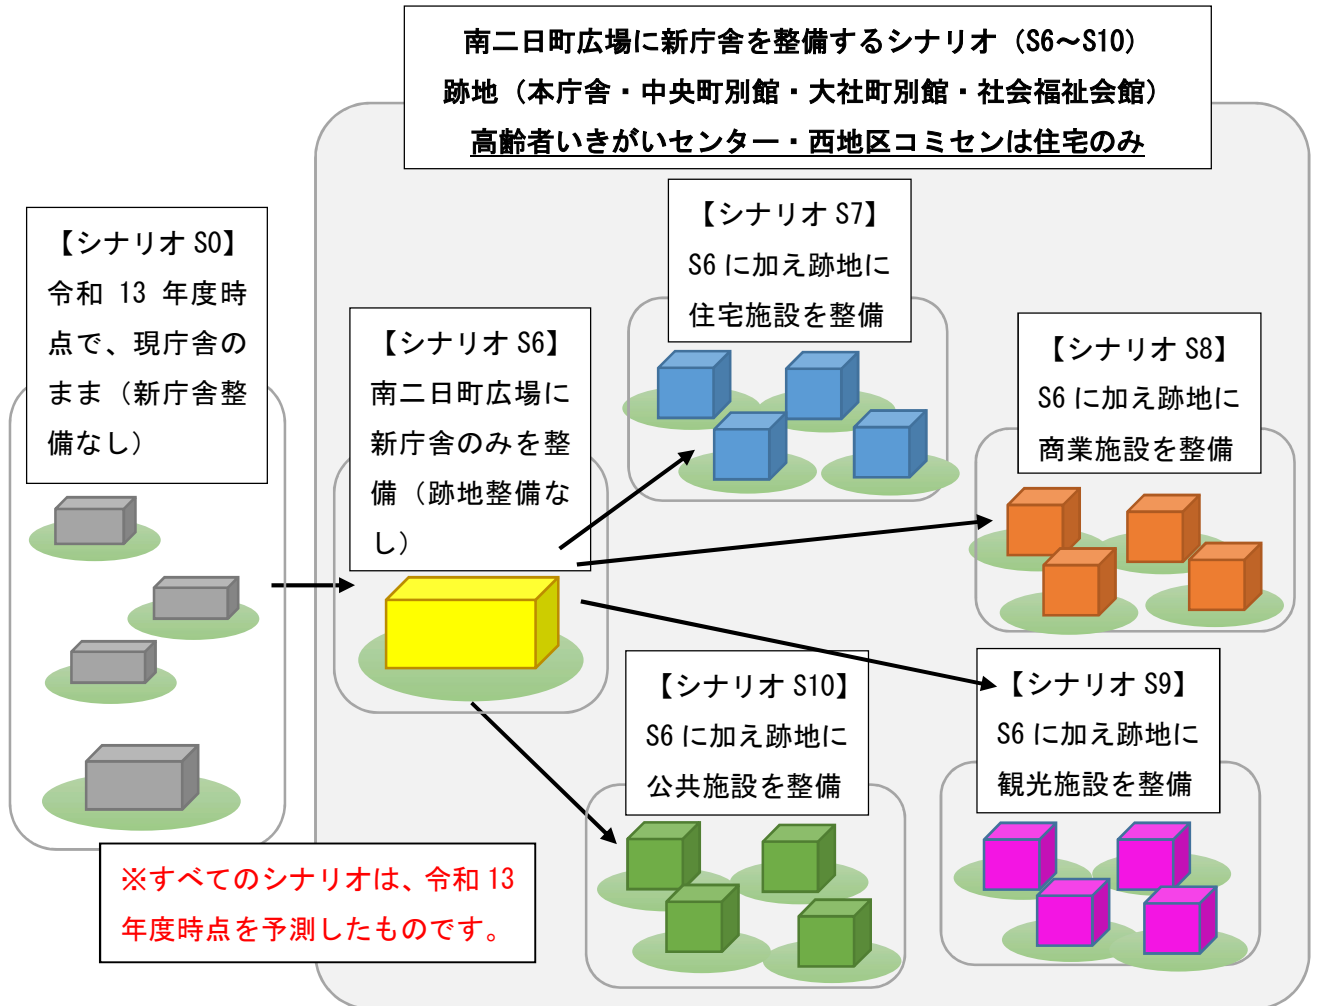 南二日町広場に新庁舎を整備するシナリオ（S6～S10）
跡地（本庁舎・中央町別館・大社町別館・社会福祉会館）
高齢者いきがいセンター・西地区コミセンは住宅のみ
【シナリオ S0】
令和 13 年度時
点で、現庁舎の
まま（新庁舎整
備なし）
【シナリオ S6】
南二日町広場に
新庁舎のみを整
備（跡地整備な
し）
【シナリオ S7】
S6 に加え跡地に
住宅施設を整備
【シナリオ S8】
S6 に加え跡地に
商業施設を整備
【シナリオ S10】
S6 に加え跡地に
公共施設を整備
【シナリオ S9】
S6 に加え跡地に
観光施設を整備
※すべてのシナリオは、令和 13
年度時点を予測したものです。